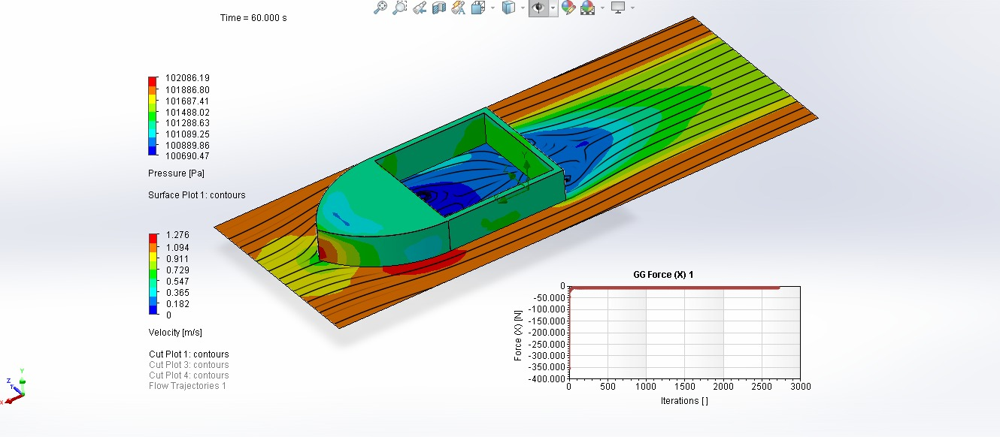 Time = 60.000 s
102086.19
101886.80
101687.41
101488.02
101288.63
101089.25
100889.86
100690.47
Pressure [Pa]
Surface Plot 1: contours
1.276
1.094
0.911
0.729
0.547
0.365
0.182
0
Velocity [m/s]
Cut Plot 1: contours
Cut Plot 3: contours
Cut Plot 4: contours
Flow Trajectories 1
GG Force (X) 1
Force (X) [N]
0
-50.000
-100.000
-150.000
-200.000
-250.000
-300.000
-350.000
-400.000
0 500 1000 1500 2000 2500 3000
Iterations [ ]
Y
Z
X
Y